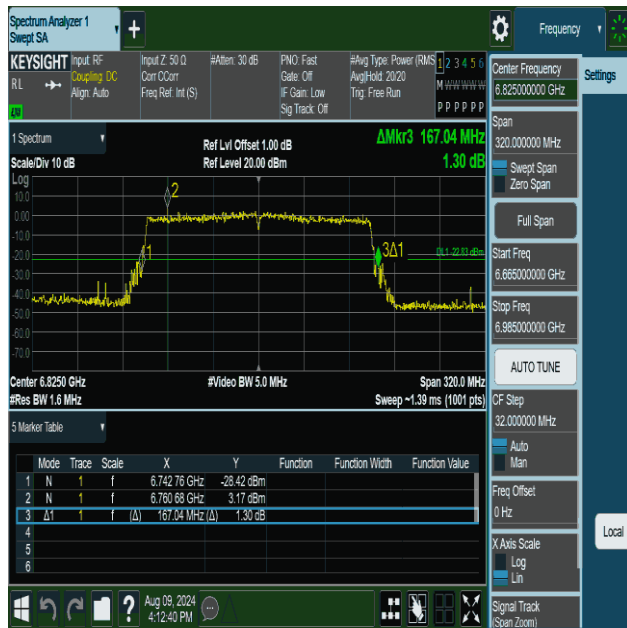 Spectrum Analyzer 1
Swept SA
+
Frequency
KEYSIGHT
RL
Input: RF
Coupling: DC
Align: Auto
Input Z: 50 Ω
Corr CCorr
Freq Ref: Int (S)
#Atten: 30 dB
PNO: Fast
Gate: Off
IF Gain: Low
Sig Track: Off
#Avg Type: Power (RMS
Avg|Hold: 20/20
Trig: Free Run
1 2 3 4 5 6
M W W W W W
P P P P P P
1 Spectrum
Scale/Div 10 dB
Ref Lvl Offset 1.00 dB
Ref Level 20.00 dBm
ΔMkr3 167.04 MHz
1.30 dB
Log
10.0
0.00
-10.0
-20.0
-30.0
-40.0
-50.0
-60.0
-70.0
2
1
3Δ1
DL1 -22.83 dBm
Center 6.8250 GHz
#Res BW 1.6 MHz
#Video BW 5.0 MHz
Span 320.0 MHz
Sweep ~1.39 ms (1001 pts)
5 Marker Table
Mode Trace Scale X Y Function Function Width Function Value
1 N 1 f 6.742 76 GHz -28.42 dBm
2 N 1 f 6.760 68 GHz 3.17 dBm
3 Δ1 1 f (Δ) 167.04 MHz (Δ) 1.30 dB
4
5
6
Aug 09, 2024
4:12:40 PM
?
Center Frequency
6.825000000 GHz
Span
320.000000 MHz
Swept Span
Zero Span
Full Span
Start Freq
6.665000000 GHz
Stop Freq
6.985000000 GHz
AUTO TUNE
CF Step
32.000000 MHz
Auto
Man
Freq Offset
0 Hz
X Axis Scale
Log
Lin
Signal Track
(Span Zoom)
Settings
Local